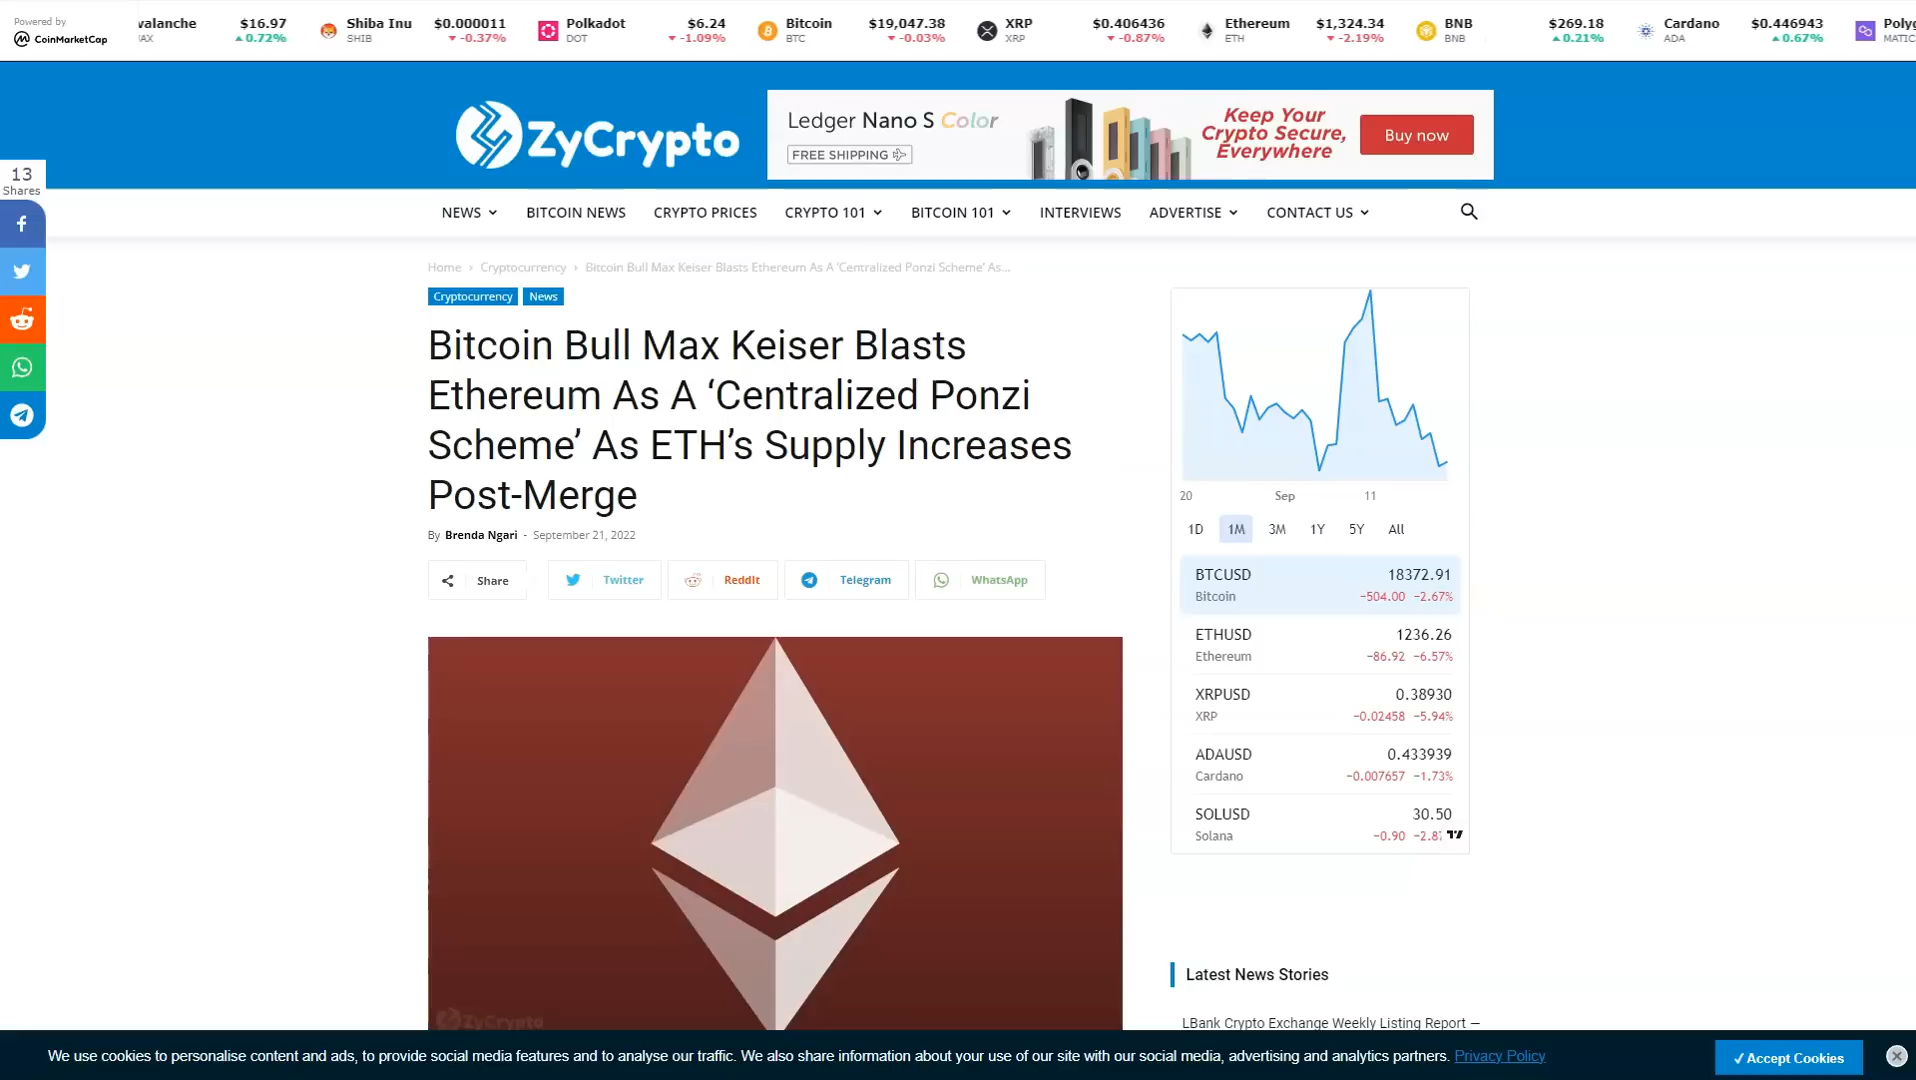 Powered by
CoinMarketCap
valanche
AX
$16.97
0.72%
Shiba Inu
SHIB
$0.000011
-0.37%
Polkadot
DOT
$6.24
-1.09%
Bitcoin
BTC
$19,047.38
-0.03%
XRP
XRP
$0.406436
-0.87%
Ethereum
ETH
$1,324.34
-2.19%
BNB
BNB
$269.18
0.21%
Cardano
ADA
$0.446943
0.67%
Polyg
MATIC
ZyCrypto
Ledger Nano S Color
FREE SHIPPING
Keep Your
Crypto Secure,
Everywhere
Buy now
13
Shares
NEWS
BITCOIN NEWS
CRYPTO PRICES
CRYPTO 101
BITCOIN 101
INTERVIEWS
ADVERTISE
CONTACT US
Home › Cryptocurrency › Bitcoin Bull Max Keiser Blasts Ethereum As A ‘Centralized Ponzi Scheme’ As...
Cryptocurrency
News
Bitcoin Bull Max Keiser Blasts
Ethereum As A ‘Centralized Ponzi
Scheme’ As ETH’s Supply Increases
Post-Merge
By Brenda Ngari - September 21, 2022
Share
Twitter
ReddIt
Telegram
WhatsApp
ZyCrypto
20
Sep
11
1D
1M
3M
1Y
5Y
All
BTCUSD
18372.91
Bitcoin
−504.00 −2.67%
ETHUSD
1236.26
Ethereum
−86.92 −6.57%
XRPUSD
0.38930
XRP
−0.02458 −5.94%
ADAUSD
0.433939
Cardano
−0.007657 −1.73%
SOLUSD
30.50
Solana
−0.90 −2.8
Latest News Stories
LBank Crypto Exchange Weekly Listing Report —
We use cookies to personalise content and ads, to provide social media features and to analyse our traffic. We also share information about your use of our site with our social media, advertising and analytics partners. Privacy Policy
✓ Accept Cookies